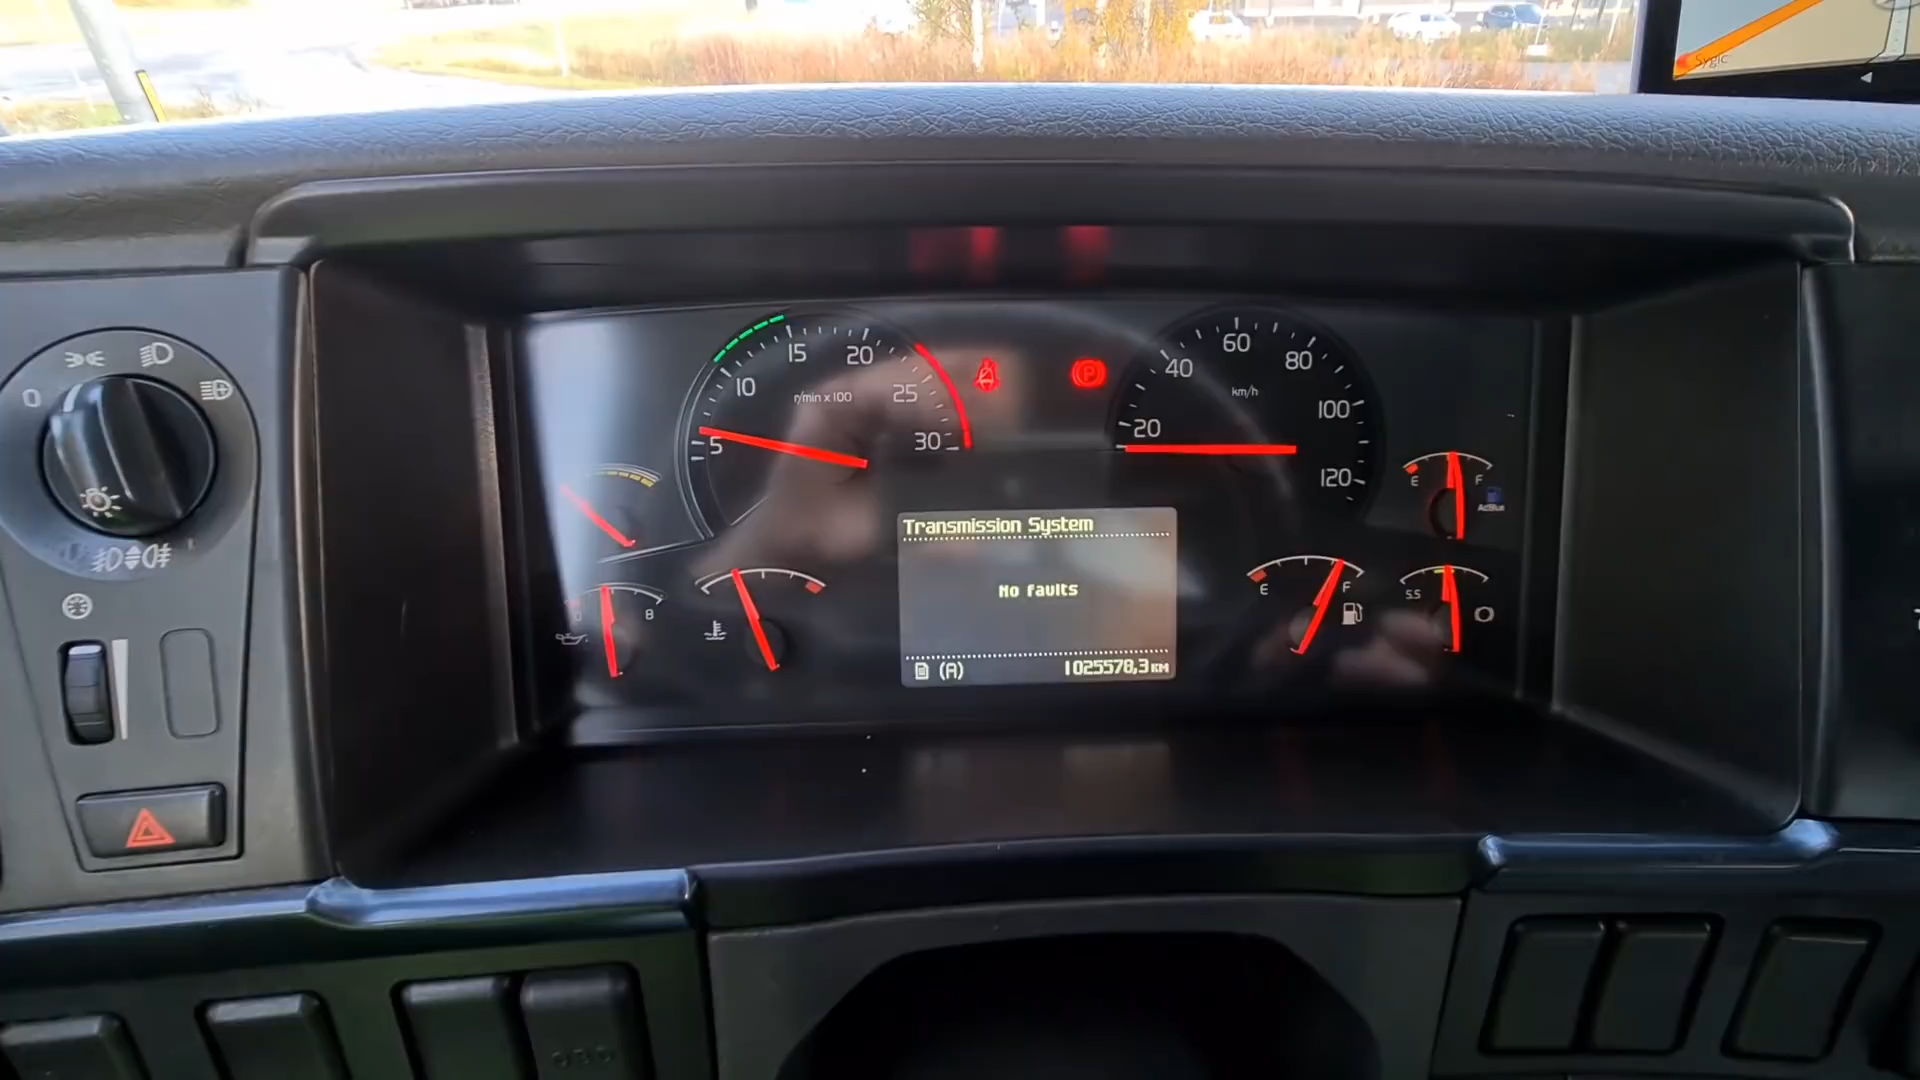 Sygic
15
20
10
r/min x 100
25
5
30
60
40
80
km/h
100
20
120
E
F
AdBlue
Transmission System
No faults
(A)
1025578,3 KM
0
8
E
F
5.5
0
P